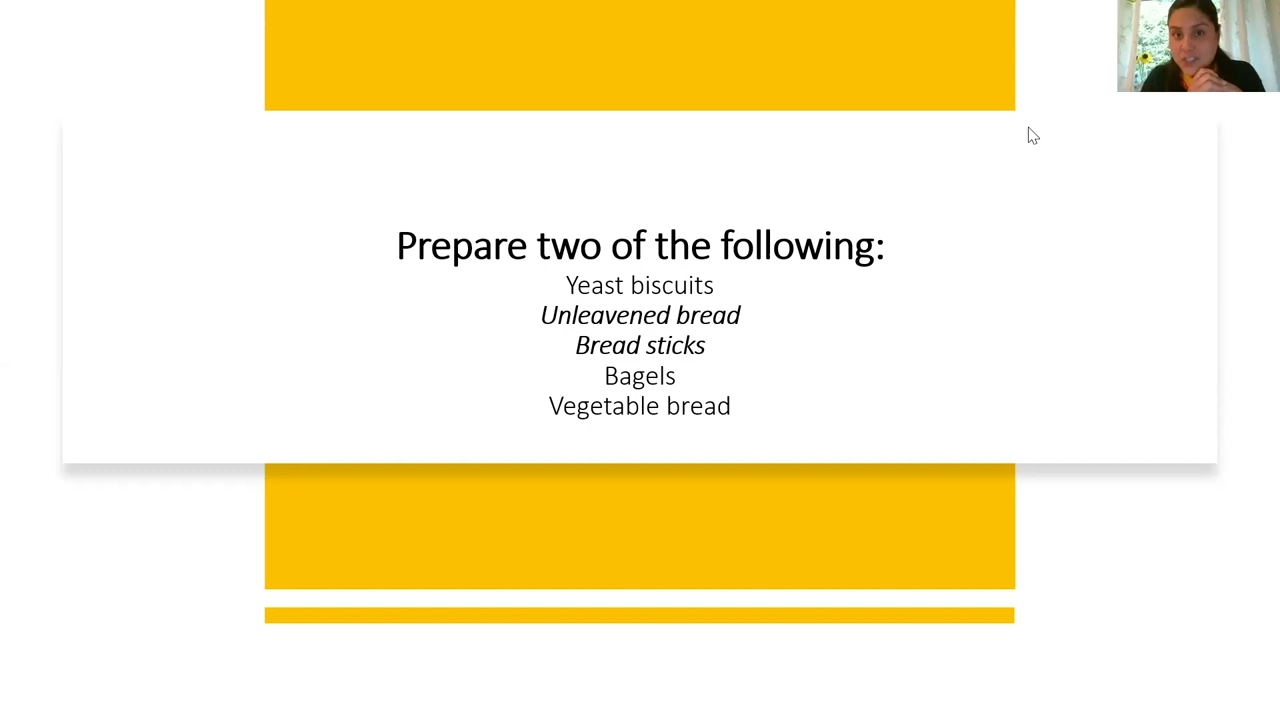 Prepare two of the following:
Yeast biscuits
Unleavened bread
Bread sticks
Bagels
Vegetable bread